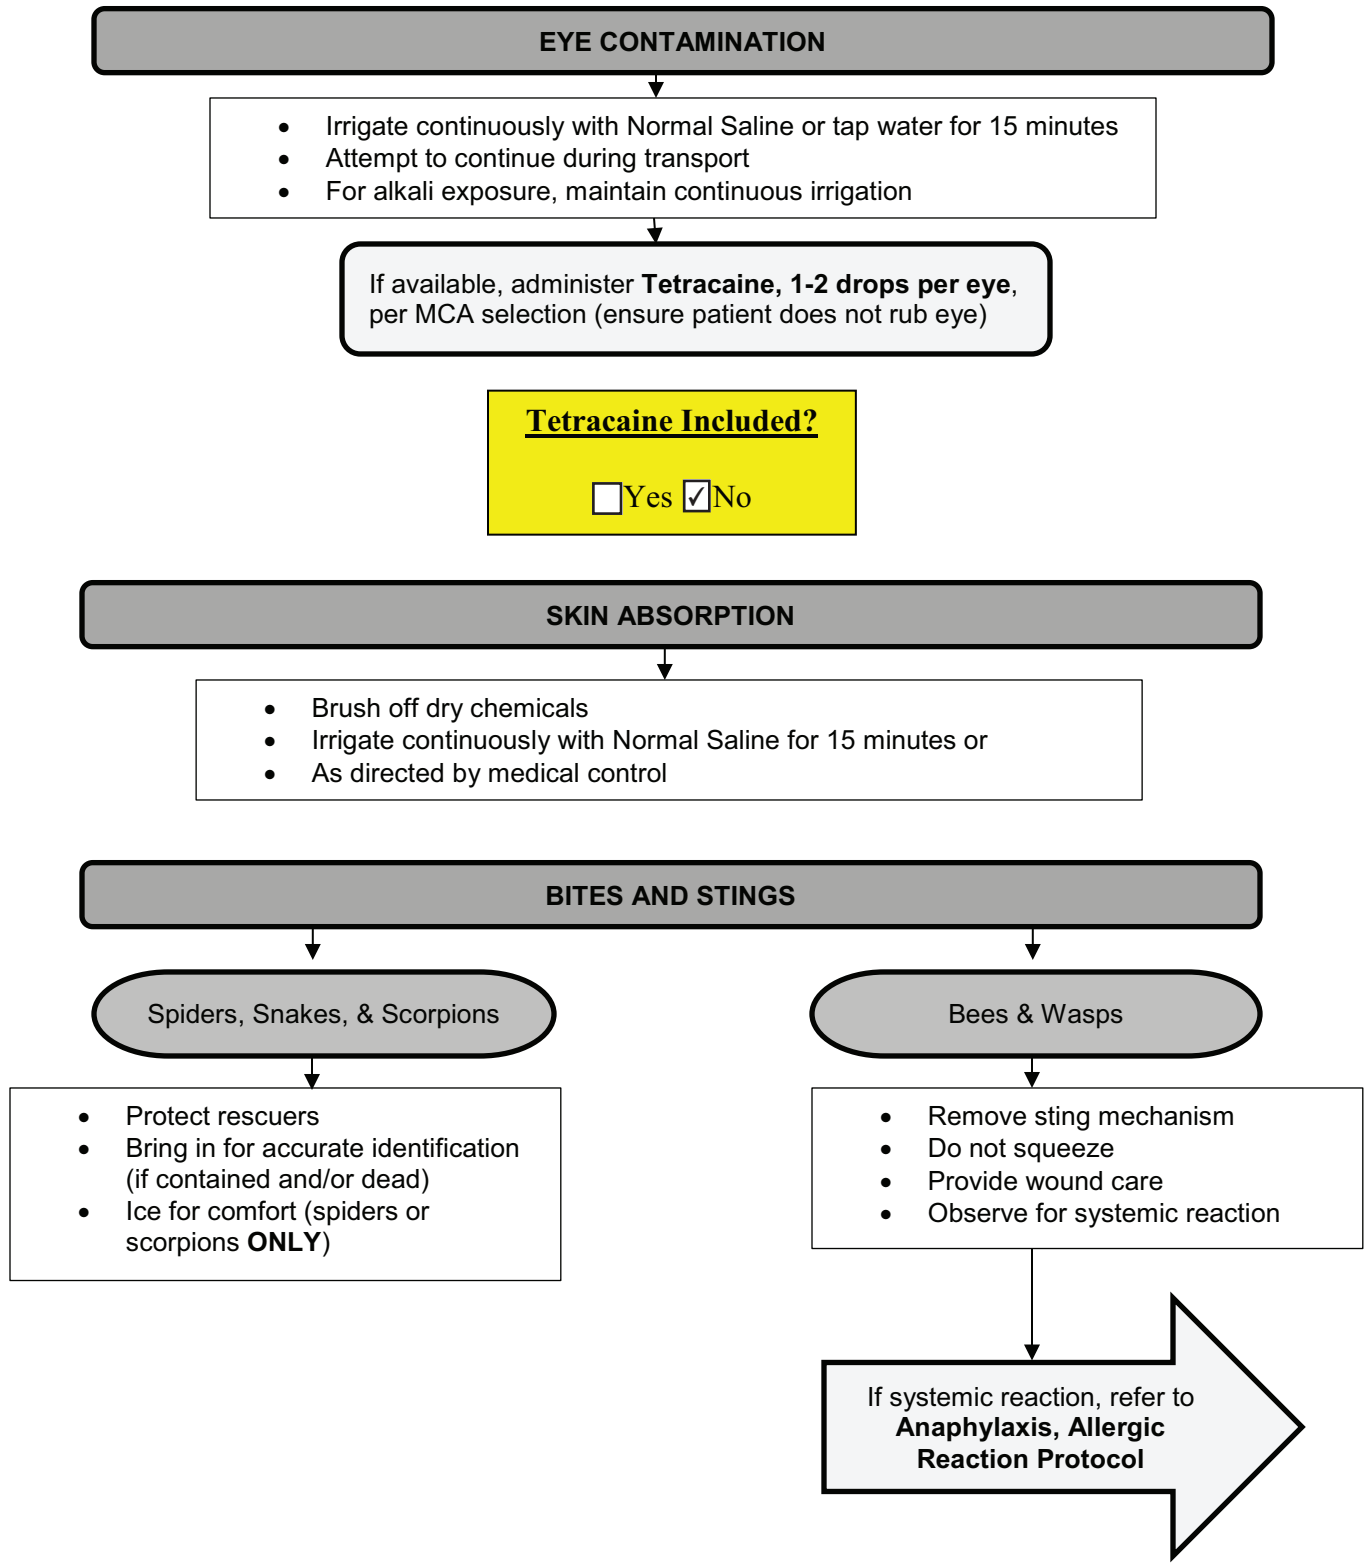 EYE CONTAMINATION
• Irrigate continuously with Normal Saline or tap water for 15 minutes
• Attempt to continue during transport
• For alkali exposure, maintain continuous irrigation
If available, administer Tetracaine, 1-2 drops per eye,
per MCA selection (ensure patient does not rub eye)
Tetracaine Included?
☐Yes ☑No
SKIN ABSORPTION
• Brush off dry chemicals
• Irrigate continuously with Normal Saline for 15 minutes or
• As directed by medical control
BITES AND STINGS
Spiders, Snakes, & Scorpions
• Protect rescuers
• Bring in for accurate identification
(if contained and/or dead)
• Ice for comfort (spiders or
scorpions ONLY)
Bees & Wasps
• Remove sting mechanism
• Do not squeeze
• Provide wound care
• Observe for systemic reaction
If systemic reaction, refer to
Anaphylaxis, Allergic
Reaction Protocol